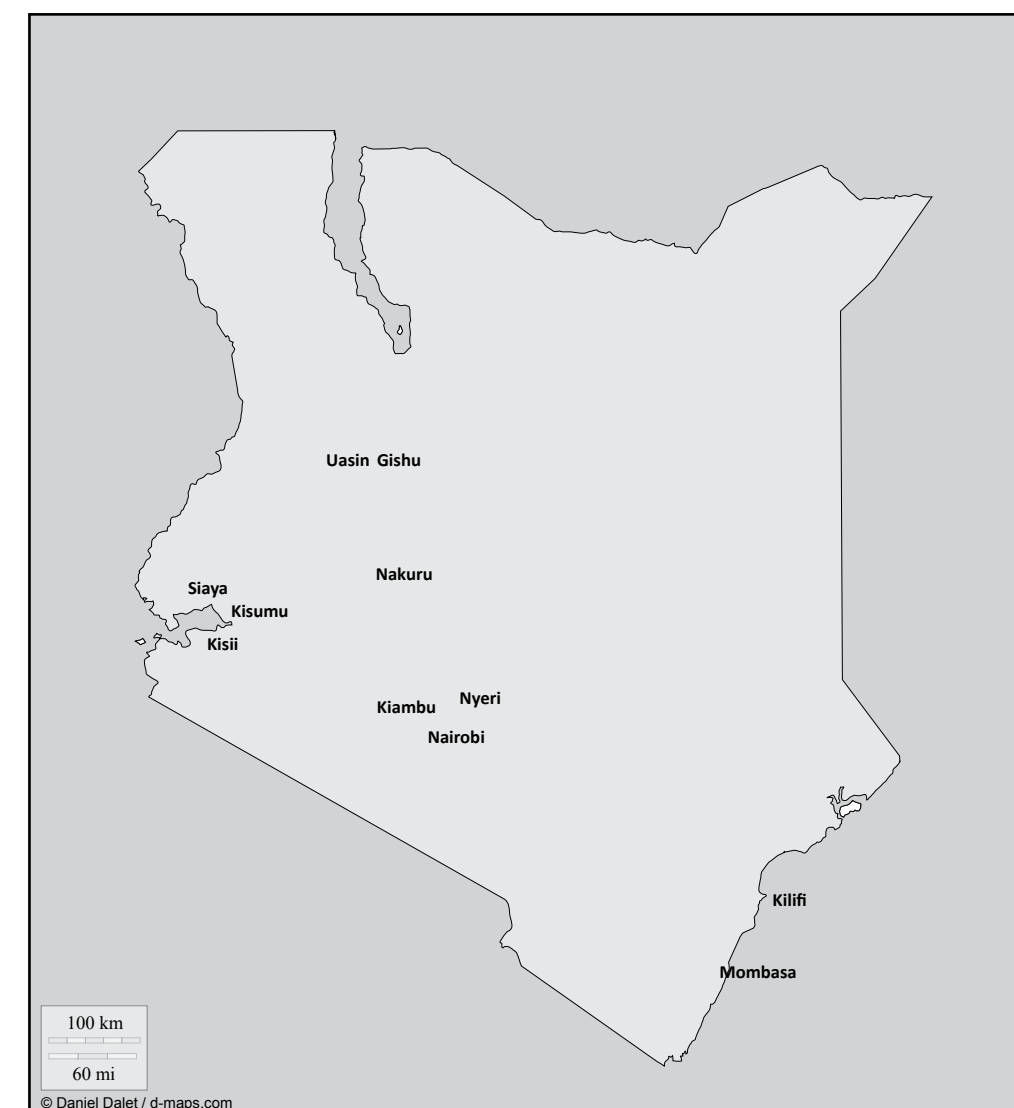 Uasin Gishu
Nakuru
Siaya
Kisumu
Kisii
Nyeri
Kiambu
Nairobi
Kilifi
Mombasa
100 km
60 mi
© Daniel Dalet / d-maps.com